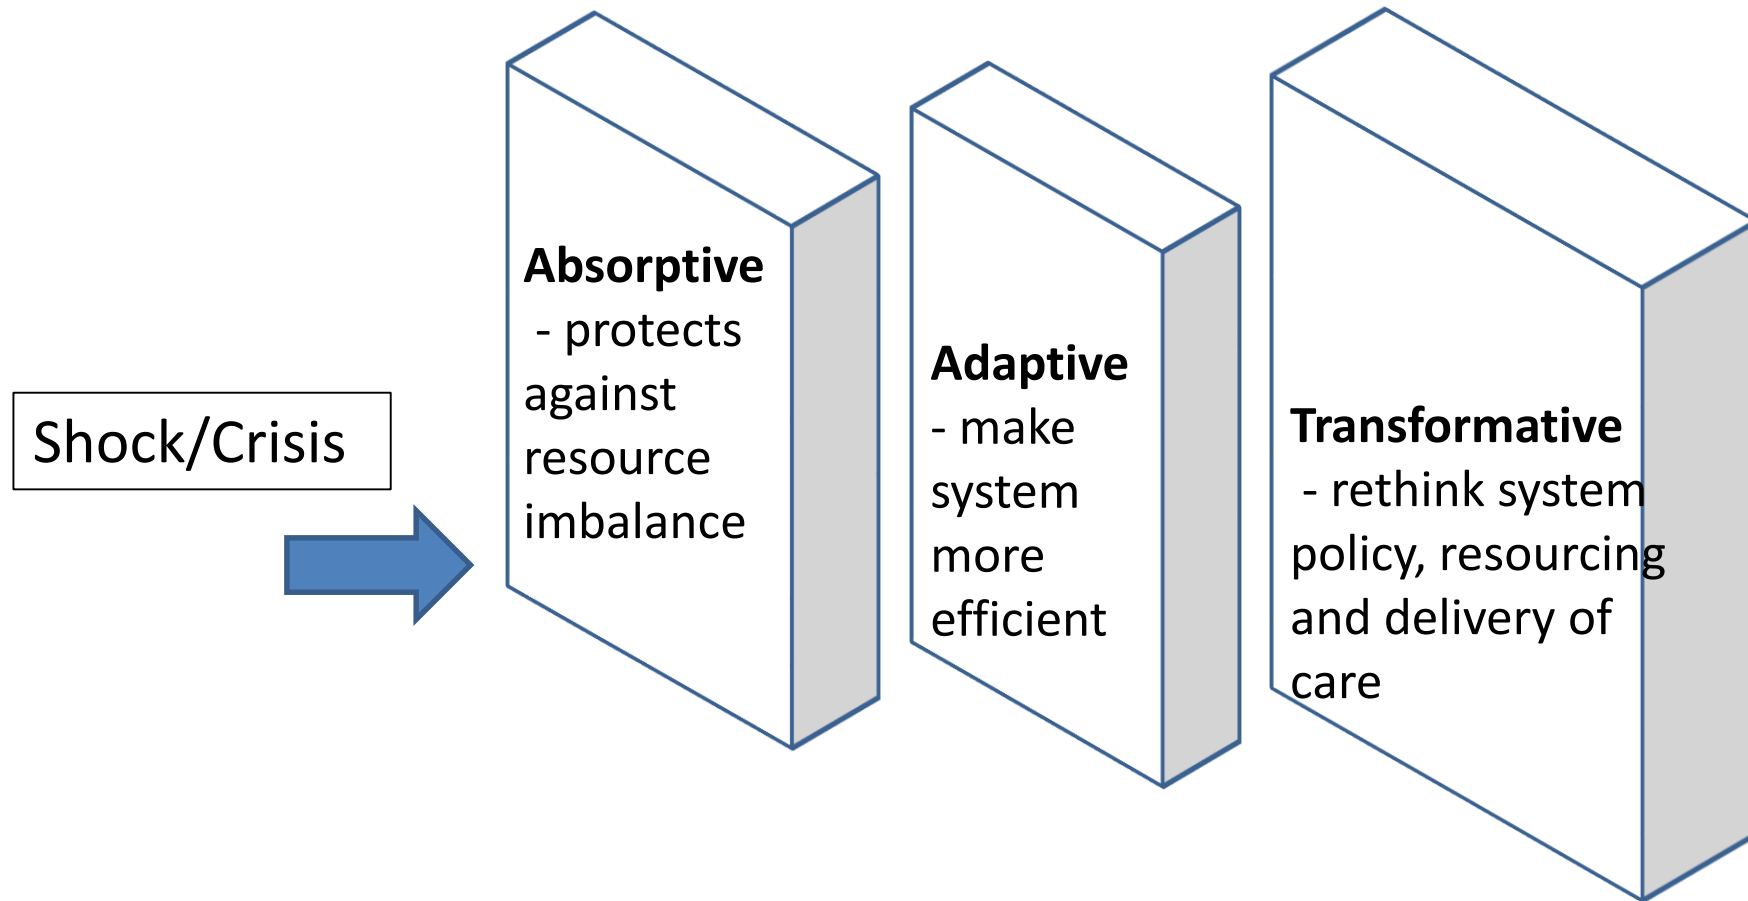 Shock/Crisis
Absorptive
- protects
against
resource
imbalance
Adaptive
- make
system
more
efficient
Transformative
- rethink system
policy, resourcing
and delivery of
care